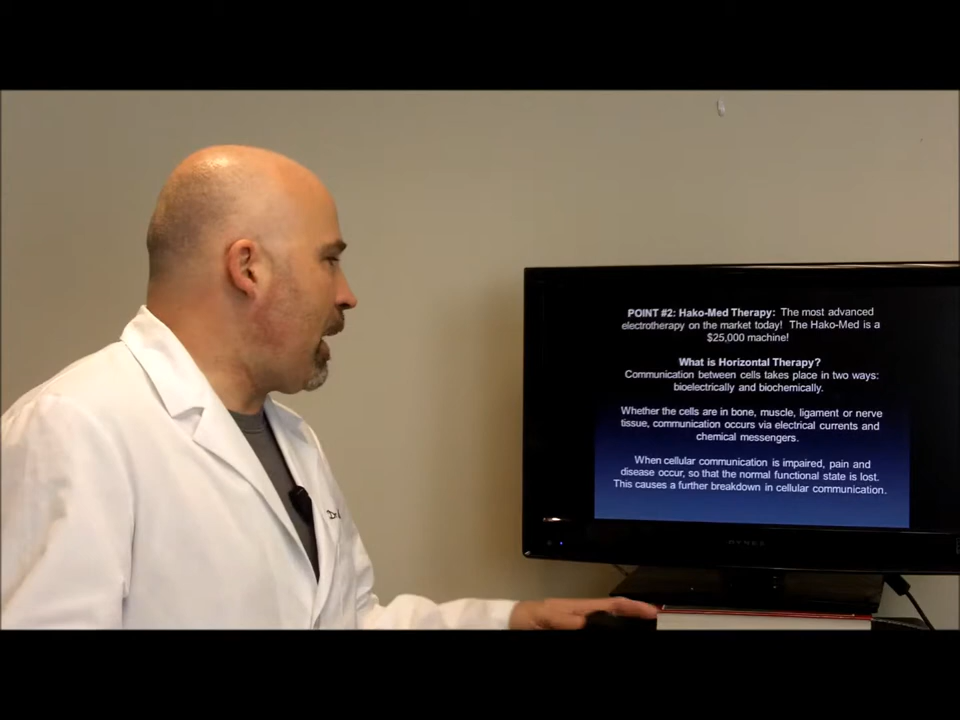 POINT #2: Hako-Med Therapy: The most advanced
electrotherapy on the market today! The Hako-Med is a
$25,000 machine!
What is Horizontal Therapy?
Communication between cells takes place in two ways:
bioelectrically and biochemically.
Whether the cells are in bone, muscle, ligament or nerve
tissue, communication occurs via electrical currents and
chemical messengers.
When cellular communication is impaired, pain and
disease occur, so that the normal functional state is lost.
This causes a further breakdown in cellular communication.
DYNEX